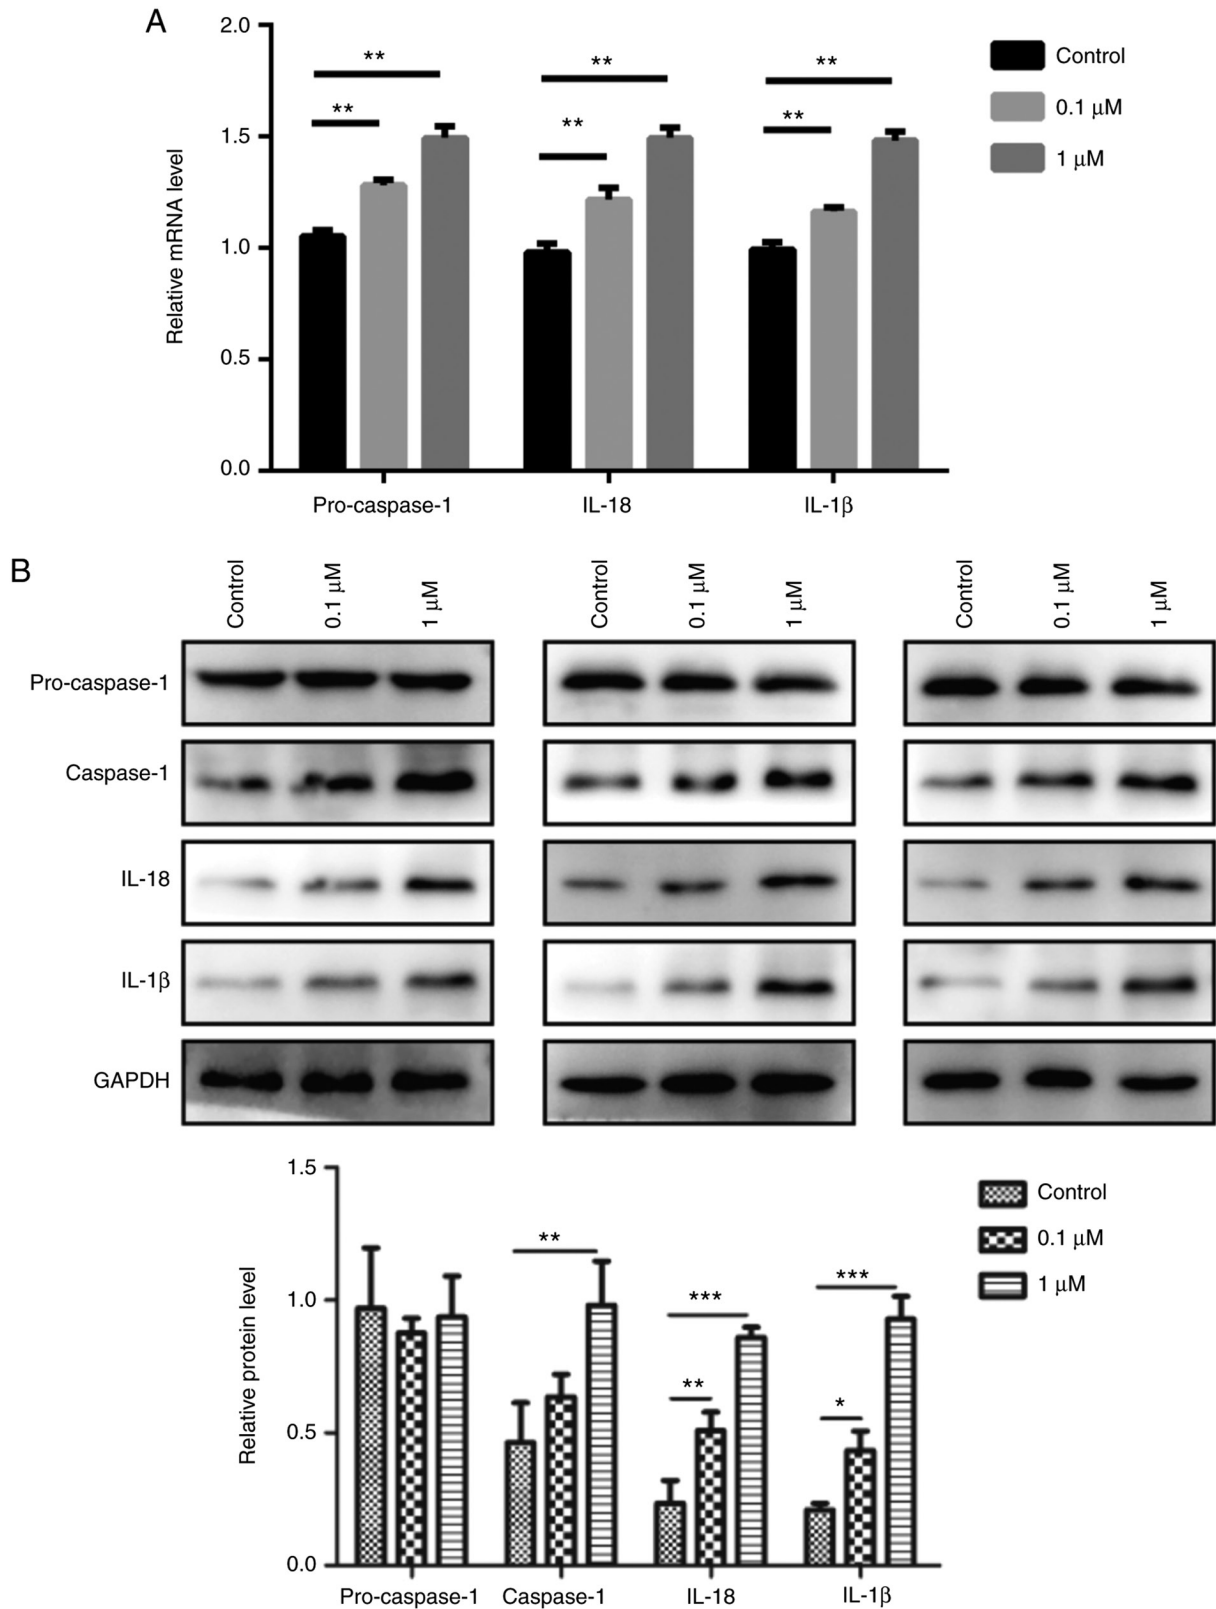 A
2.0
1.5
1.0
0.5
0.0
Relative mRNA level
** ** **
** ** **
Control
0.1 μM
1 μM
Pro-caspase-1 IL-18 IL-1β
B
Control 0.1 μM 1 μM Control 0.1 μM 1 μM Control 0.1 μM 1 μM
Pro-caspase-1
Caspase-1
IL-18
IL-1β
GAPDH
1.5
1.0
0.5
0.0
Relative protein level
**
***
***
**
*
Control
0.1 μM
1 μM
Pro-caspase-1 Caspase-1 IL-18 IL-1β